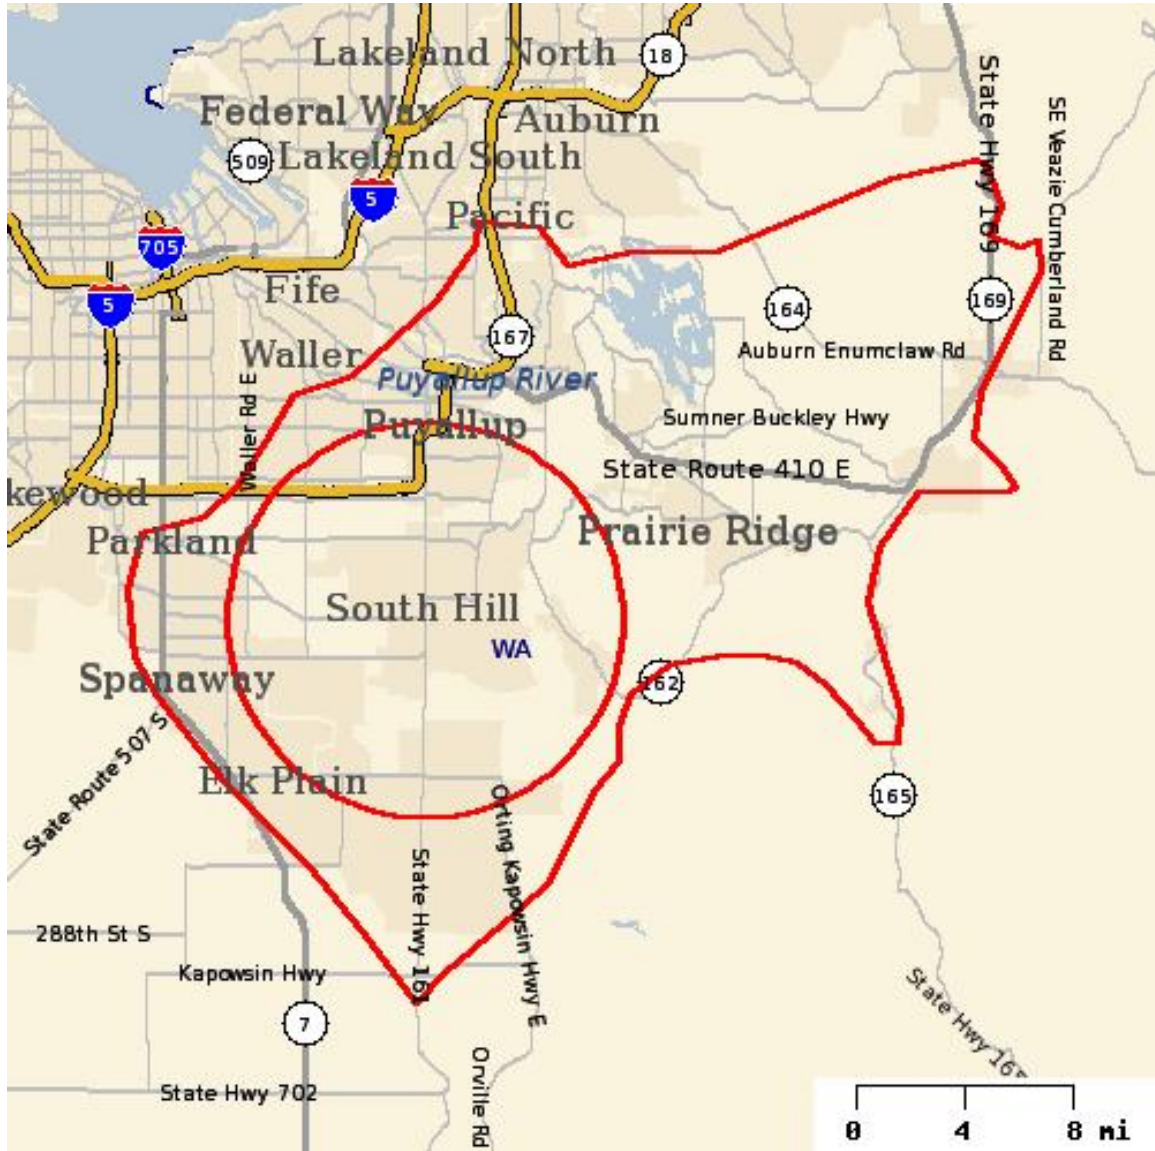 Lakeland North
18
Federal Way
Auburn
509
Lakeland South
5
Pacific
State Hwy 169
SE Veazie Cumberland Rd
705
5
Fife
164
169
167
Waller
Auburn Enumclaw Rd
Puyallup River
Waller Rd E
Puyallup
Sumner Buckley Hwy
State Route 410 E
kewood
Parkland
Prairie Ridge
South Hill
WA
Spanaway
162
State Route 507 S
Elk Plain
165
Orting Kapowsin Hwy E
State Hwy 161
288th St S
Kapowsin Hwy
State Hwy 165
7
Orville Rd
State Hwy 702
0 4 8 mi